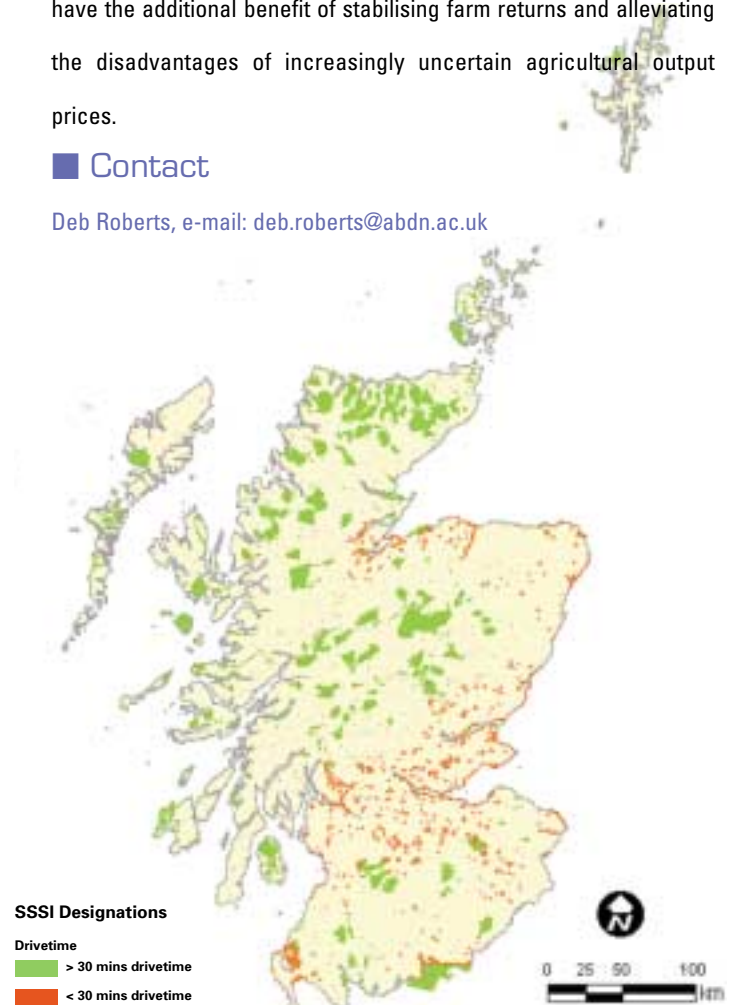 have the additional benefit of stabilising farm returns and alleviating
the disadvantages of increasingly uncertain agricultural output
prices.
Contact
Deb Roberts, e-mail: deb.roberts@abdn.ac.uk
SSSI Designations
Drivetime
> 30 mins drivetime
< 30 mins drivetime
N
0 25 50 100
km